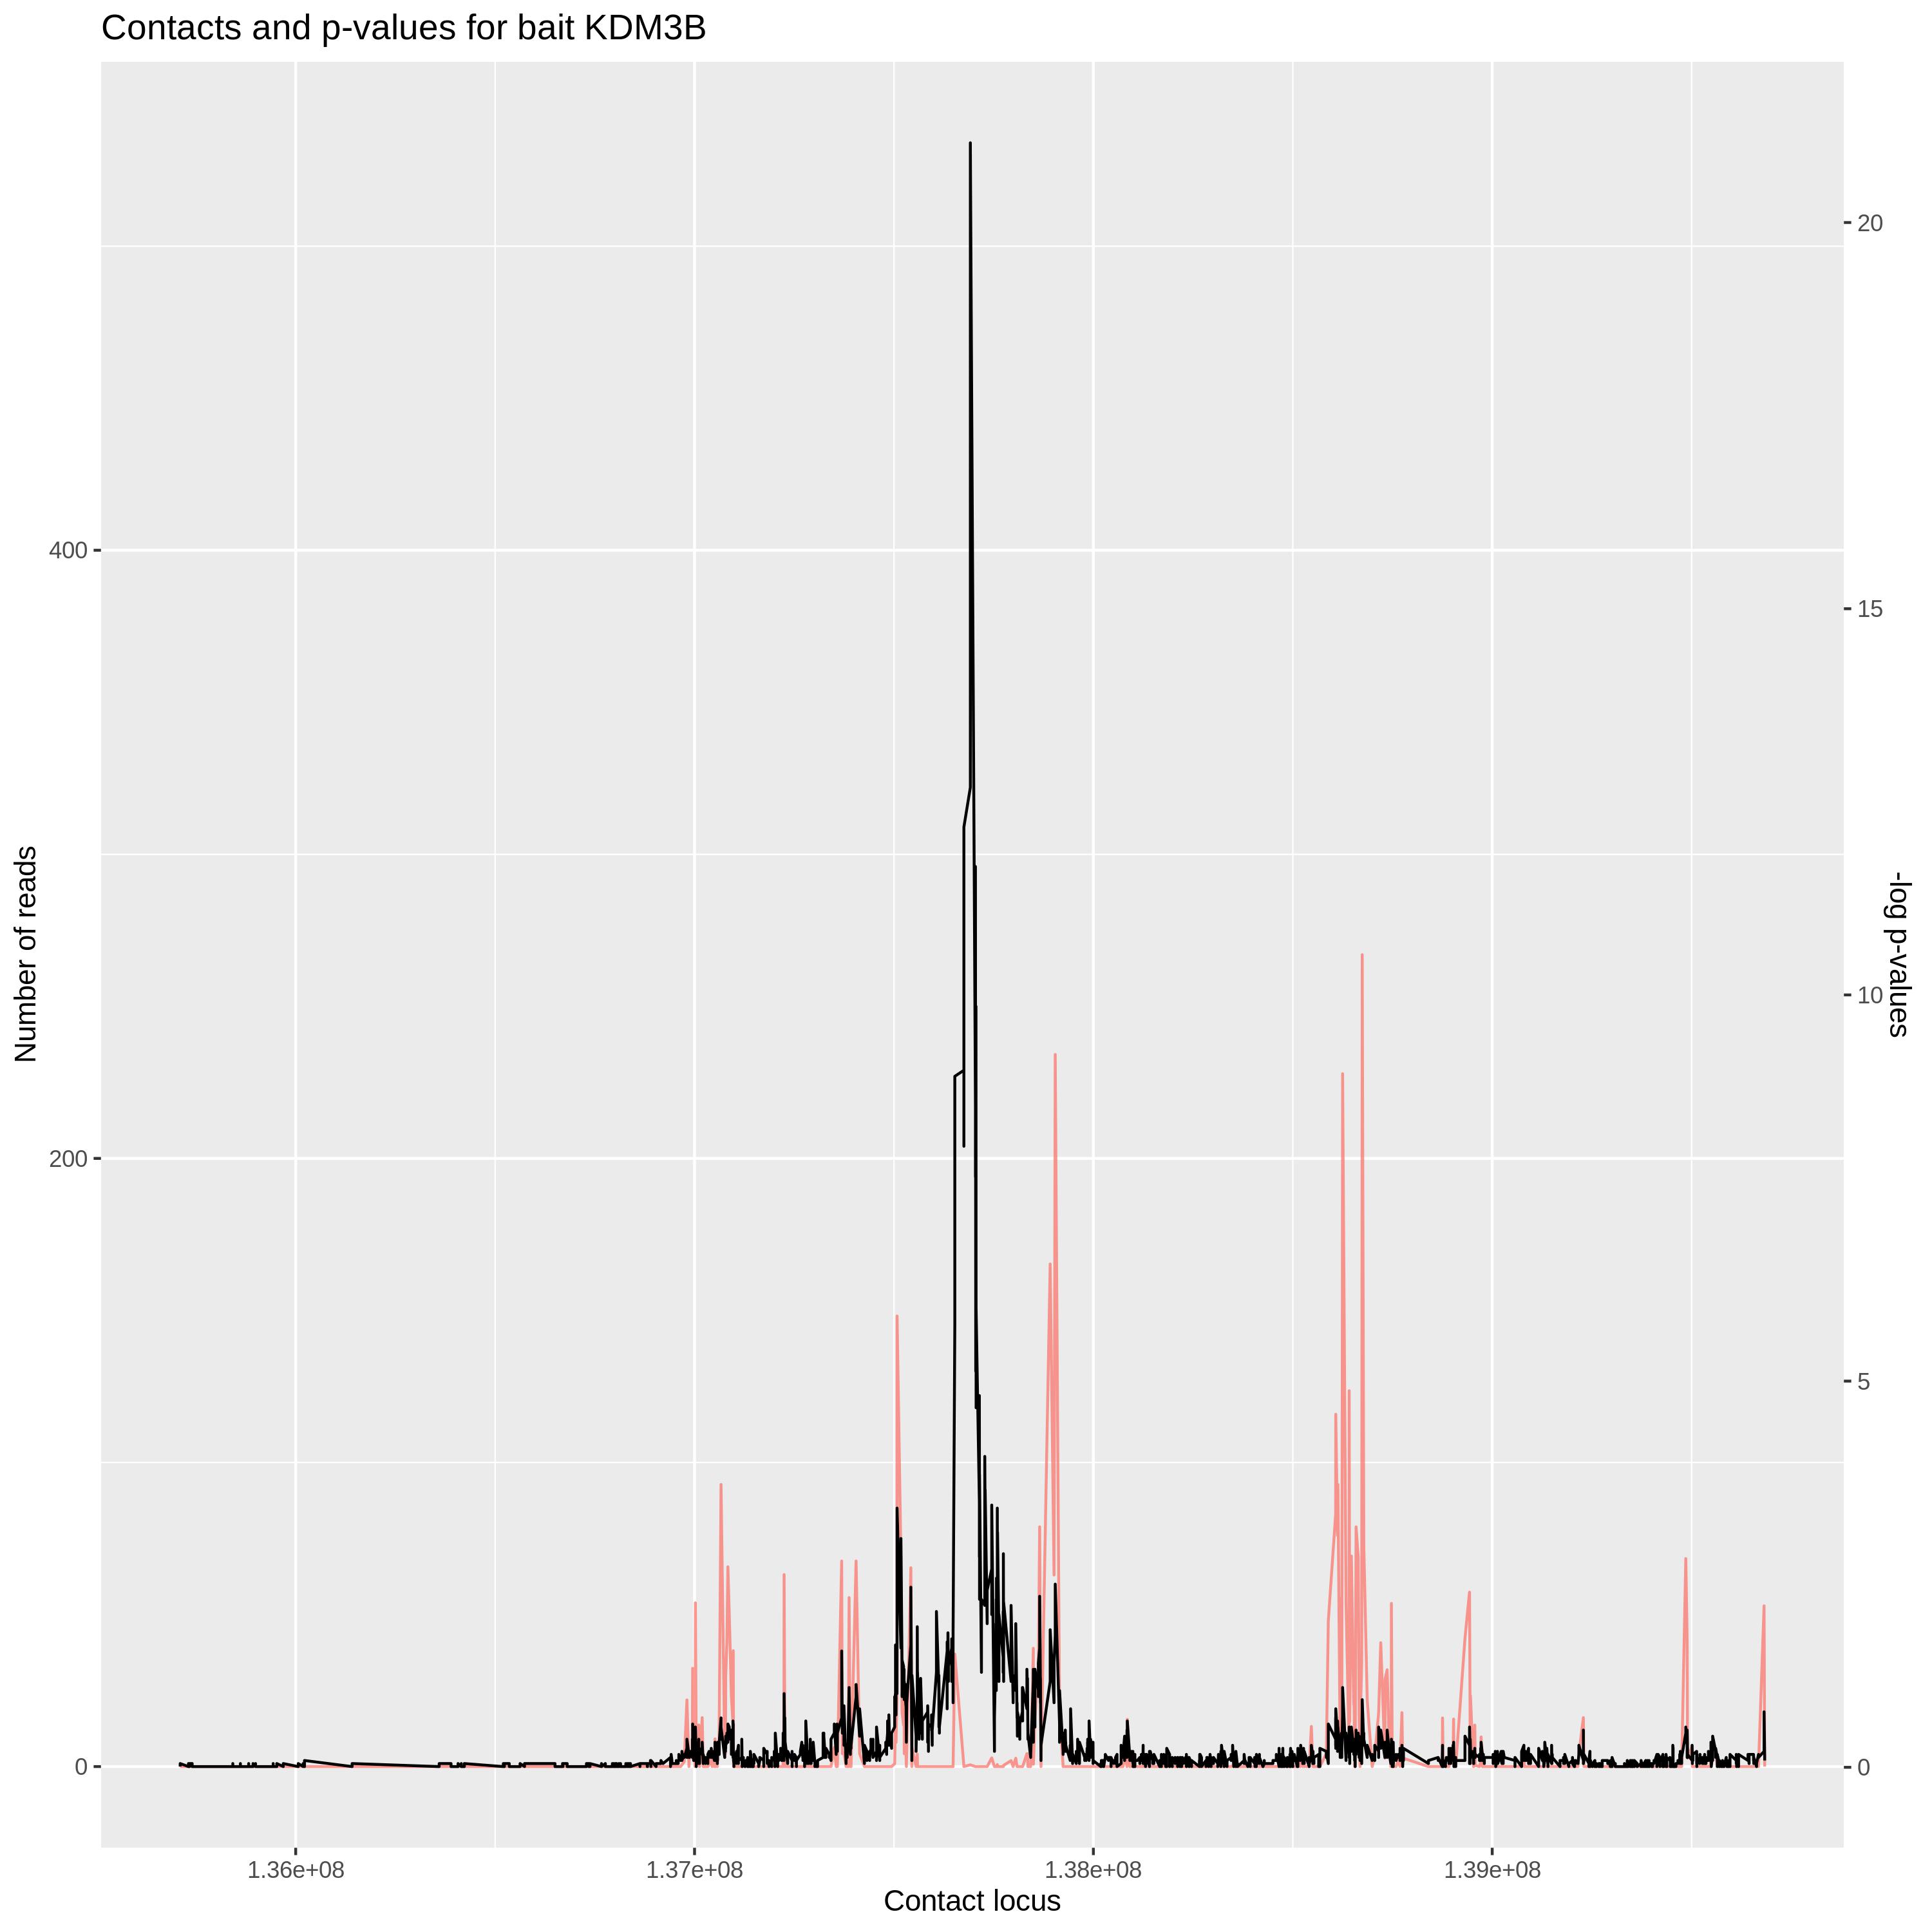 Contacts and p-values for bait KDM3B
Number of reads
400
200
0
20
15
10
5
0
-log p-values
1.36e+08
1.37e+08
1.38e+08
1.39e+08
Contact locus